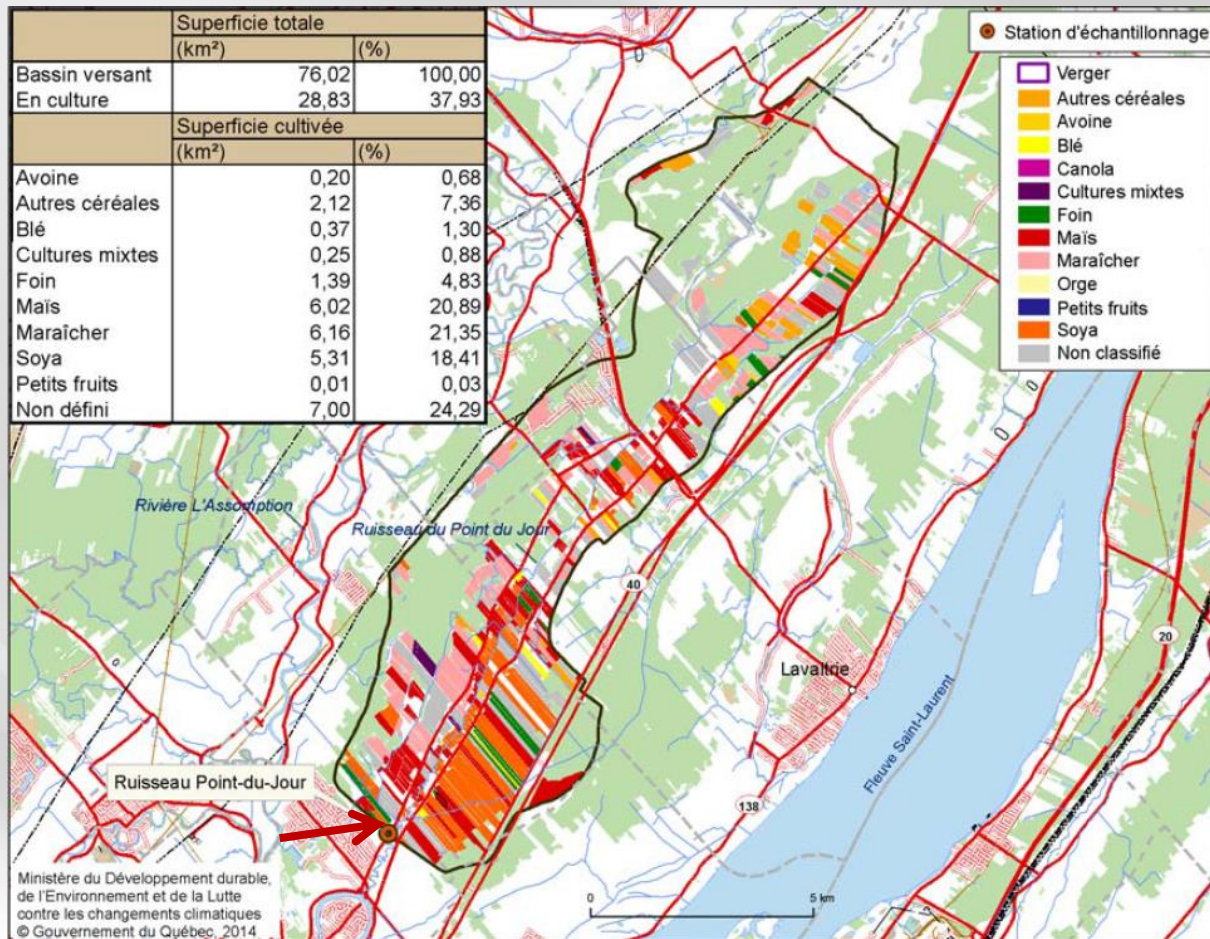 Superficie totale
(km²) (%)
Bassin versant 76,02 100,00
En culture 28,83 37,93
Superficie cultivée
(km²) (%)
Avoine 0,20 0,68
Autres céréales 2,12 7,36
Blé 0,37 1,30
Cultures mixtes 0,25 0,88
Foin 1,39 4,83
Maïs 6,02 20,89
Maraîcher 6,16 21,35
Soya 5,31 18,41
Petits fruits 0,01 0,03
Non défini 7,00 24,29
Station d'échantillonnage
Verger
Autres céréales
Avoine
Blé
Canola
Cultures mixtes
Foin
Maïs
Maraîcher
Orge
Petits fruits
Soya
Non classifié
Rivière L'Assomption
Ruisseau du Point du Jour
40
20
Lavaltrie
Fleuve Saint-Laurent
138
Ruisseau Point-du-Jour
0 5 km
Ministère du Développement durable,
de l'Environnement et de la Lutte
contre les changements climatiques
© Gouvernement du Québec, 2014